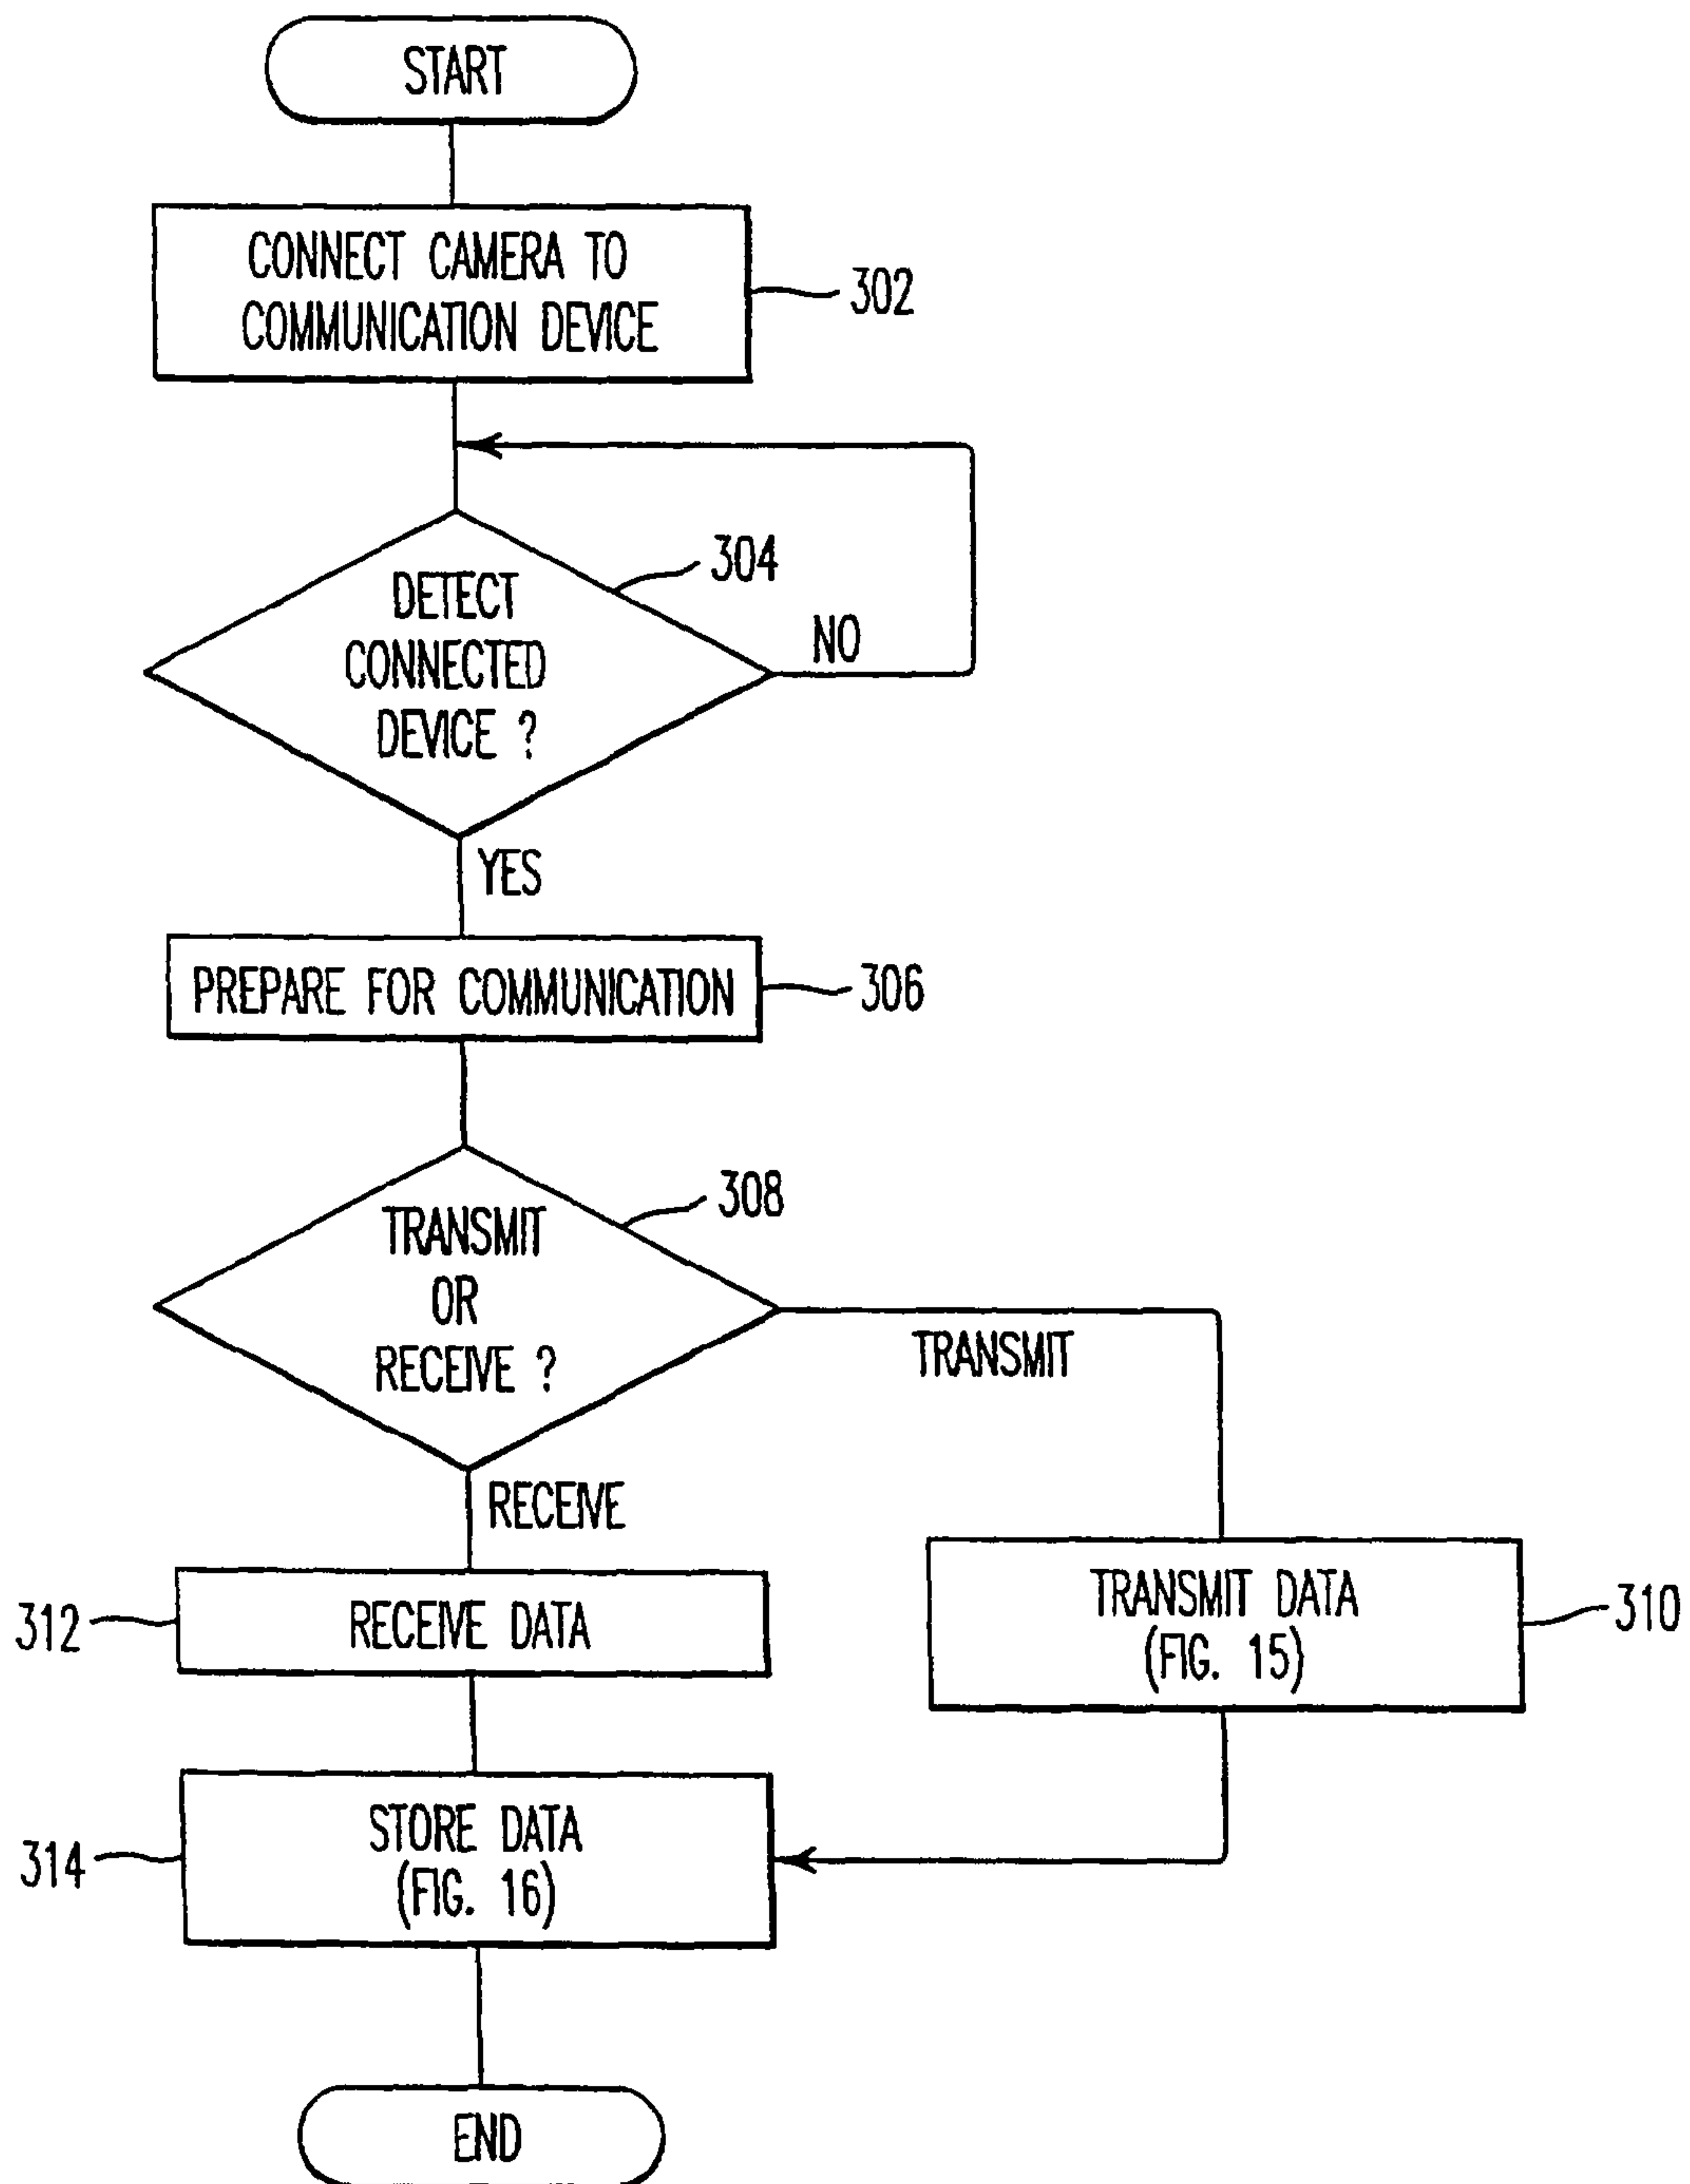 START
CONNECT CAMERA TO
COMMUNICATION DEVICE
302
304
DETECT
CONNECTED
DEVICE ?
NO
YES
PREPARE FOR COMMUNICATION
306
308
TRANSMIT
OR
RECEIVE ?
TRANSMIT
RECEIVE
312
RECEIVE DATA
TRANSMIT DATA
(FIG. 15)
310
314
STORE DATA
(FIG. 16)
END